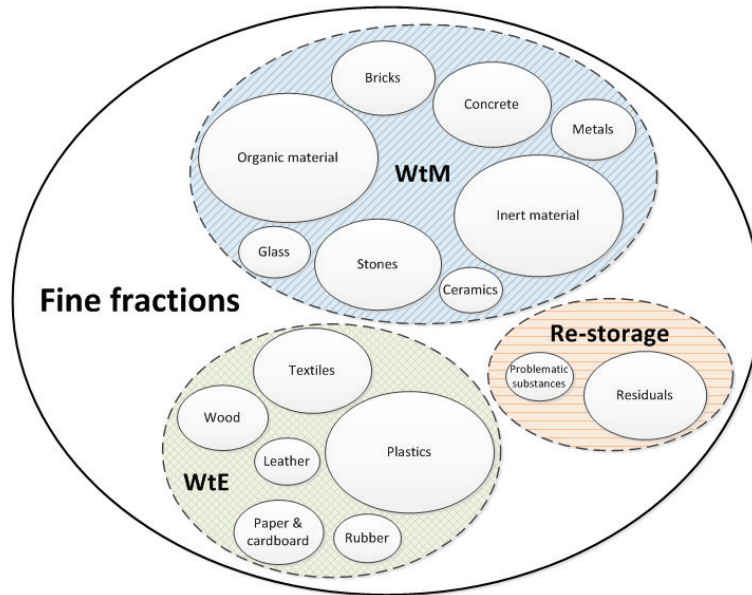 Bricks
Concrete
Metals
Organic material
WtM
Inert material
Glass
Stones
Ceramics
Fine fractions
Re-storage
Problematic
substances
Residuals
Textiles
Wood
Plastics
Leather
WtE
Paper &
cardboard
Rubber